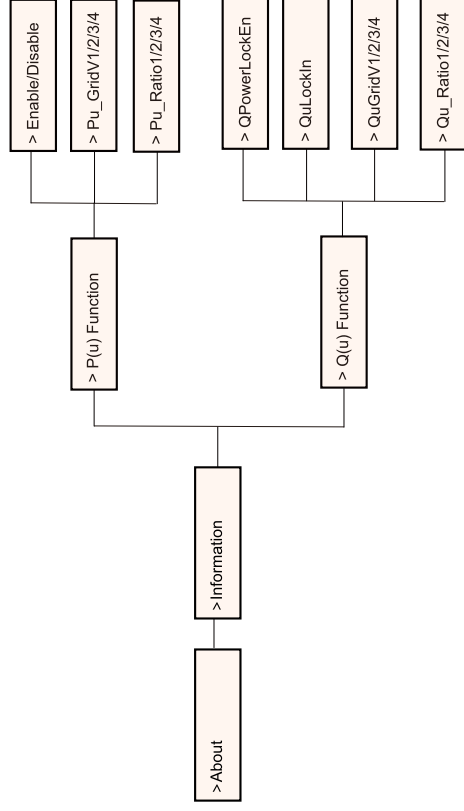 > About
> Information
> P(u) Function
> Enable/Disable
> Pu_GridV1/2/3/4
> Pu_Ratio1/2/3/4
> Q(u) Function
> QPowerLockEn
> QuLockIn
> QuGridV1/2/3/4
> Qu_Ratio1/2/3/4